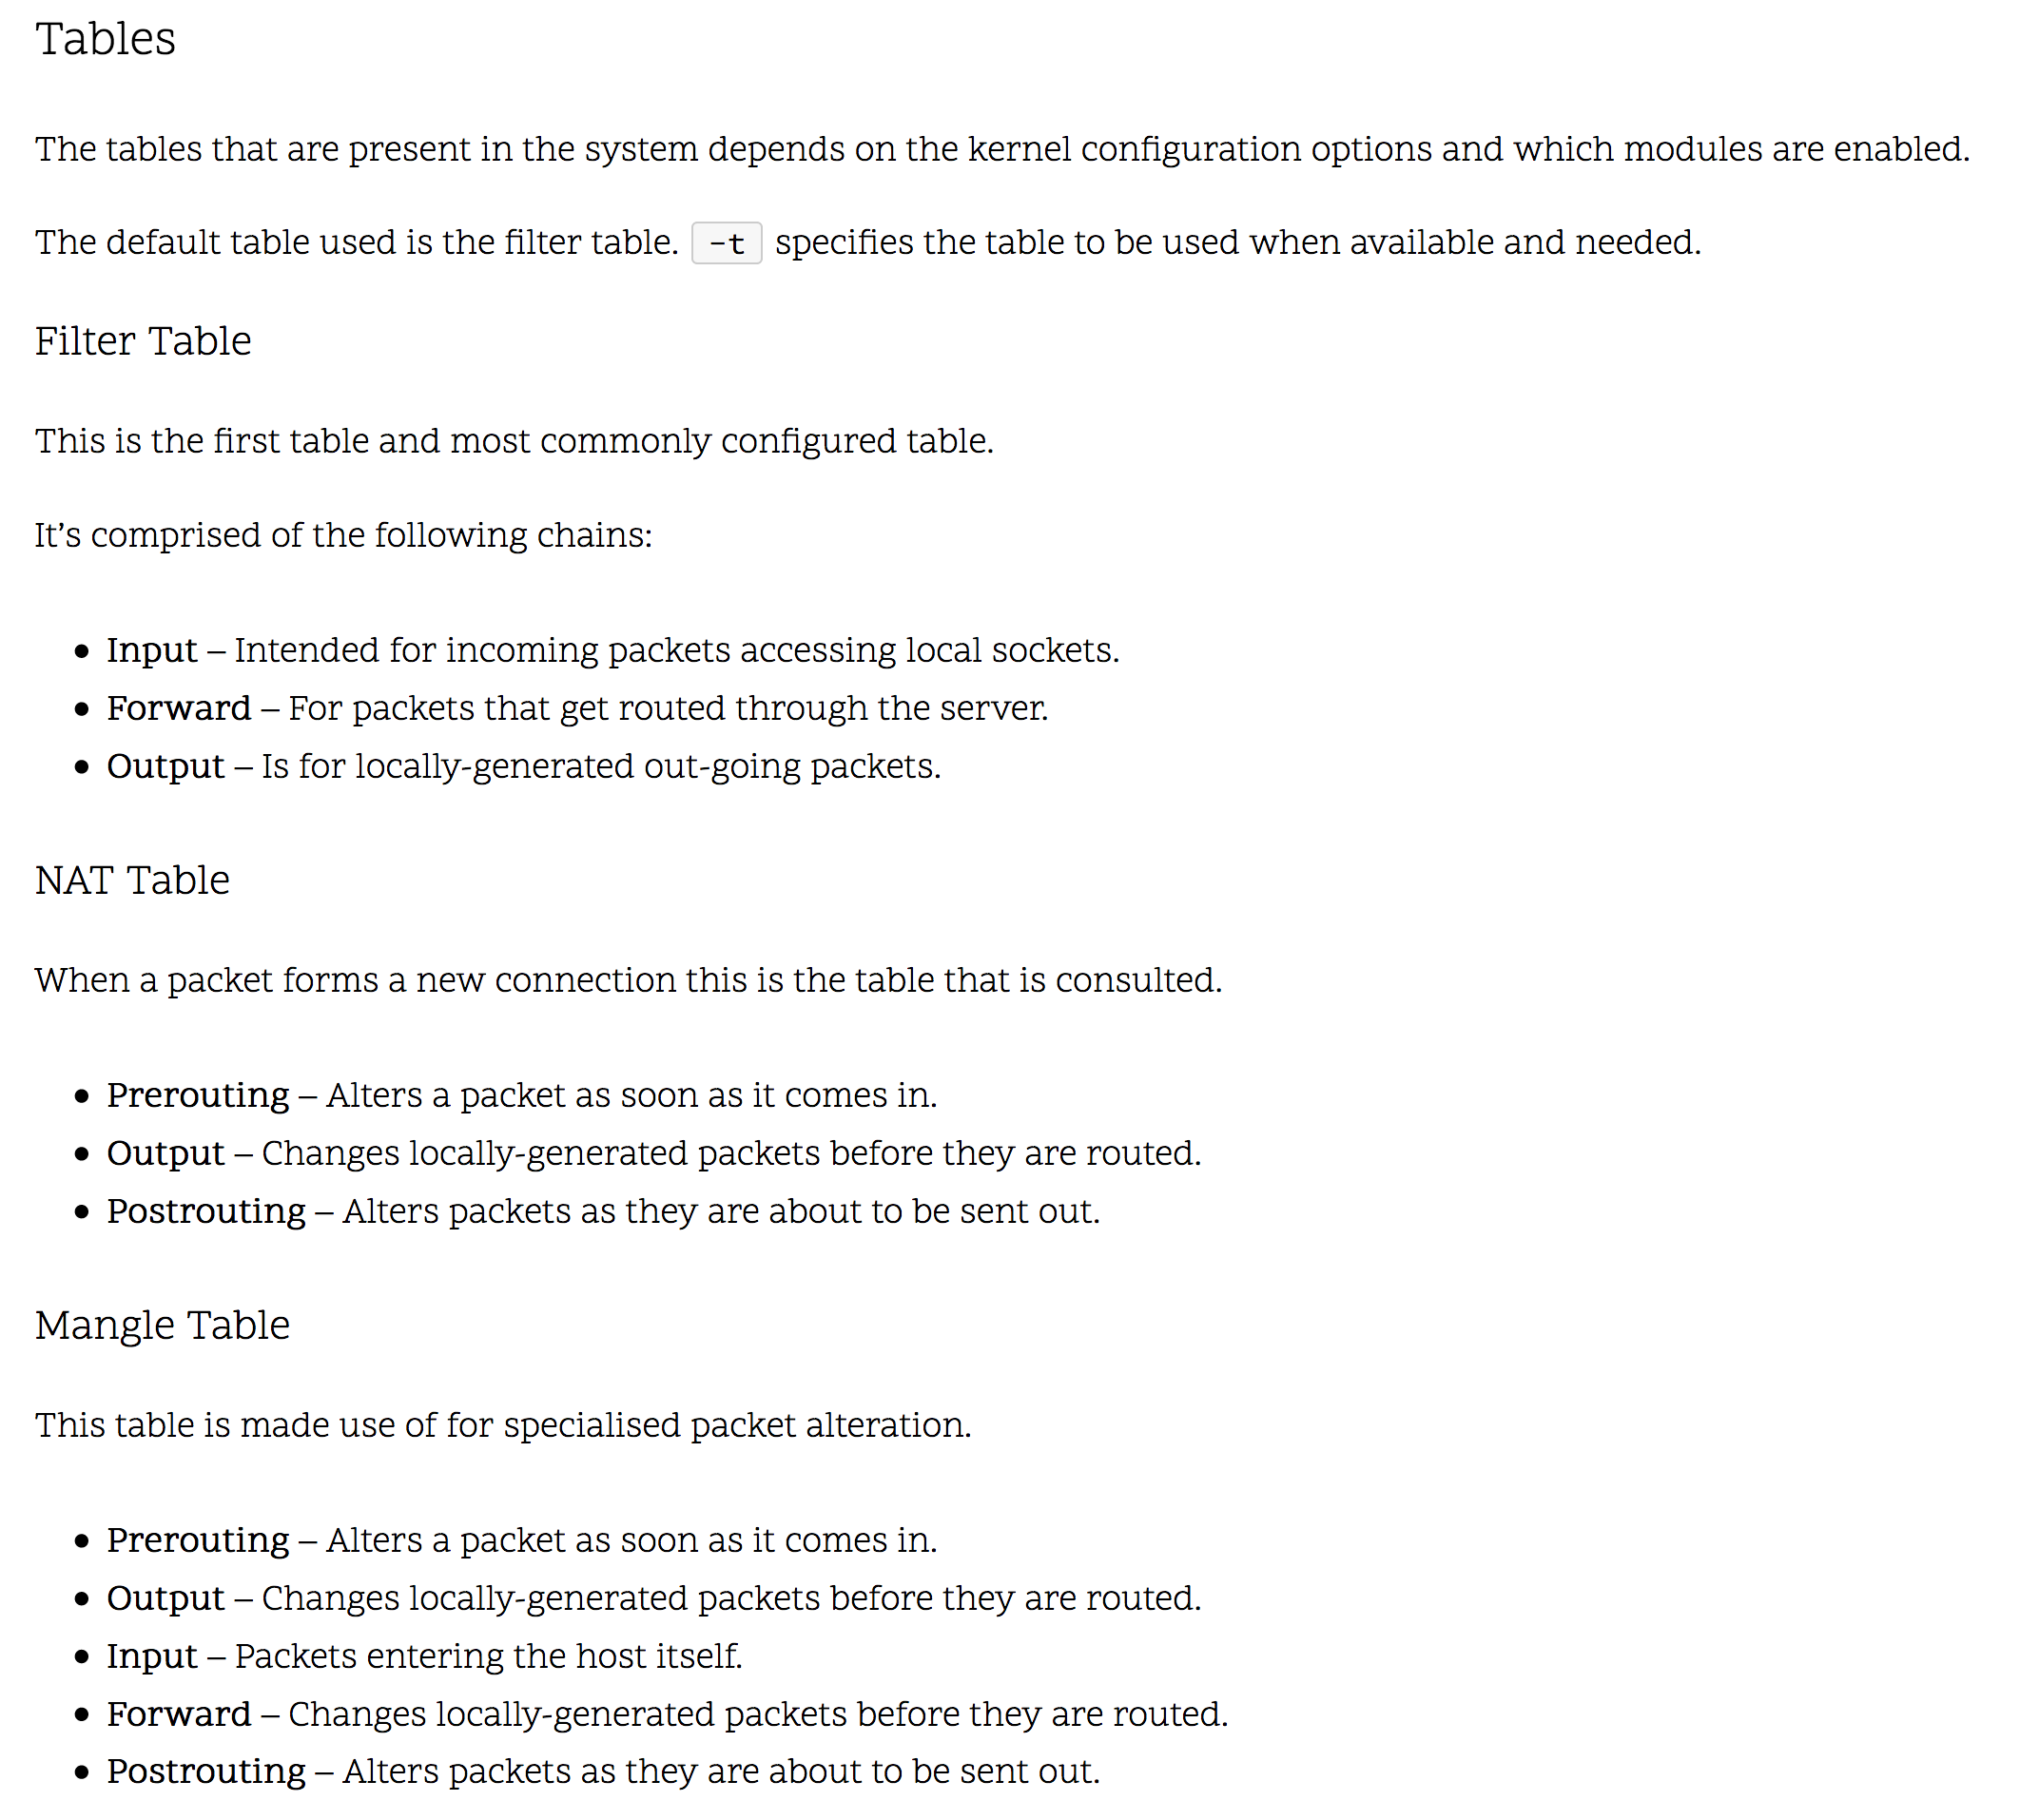 Tables
The tables that are present in the system depends on the kernel configuration options and which modules are enabled.
The default table used is the filter table. -t specifies the table to be used when available and needed.
Filter Table
This is the first table and most commonly configured table.
It’s comprised of the following chains:
• Input – Intended for incoming packets accessing local sockets.
• Forward – For packets that get routed through the server.
• Output – Is for locally-generated out-going packets.
NAT Table
When a packet forms a new connection this is the table that is consulted.
• Prerouting – Alters a packet as soon as it comes in.
• Output – Changes locally-generated packets before they are routed.
• Postrouting – Alters packets as they are about to be sent out.
Mangle Table
This table is made use of for specialised packet alteration.
• Prerouting – Alters a packet as soon as it comes in.
• Output – Changes locally-generated packets before they are routed.
• Input – Packets entering the host itself.
• Forward – Changes locally-generated packets before they are routed.
• Postrouting – Alters packets as they are about to be sent out.